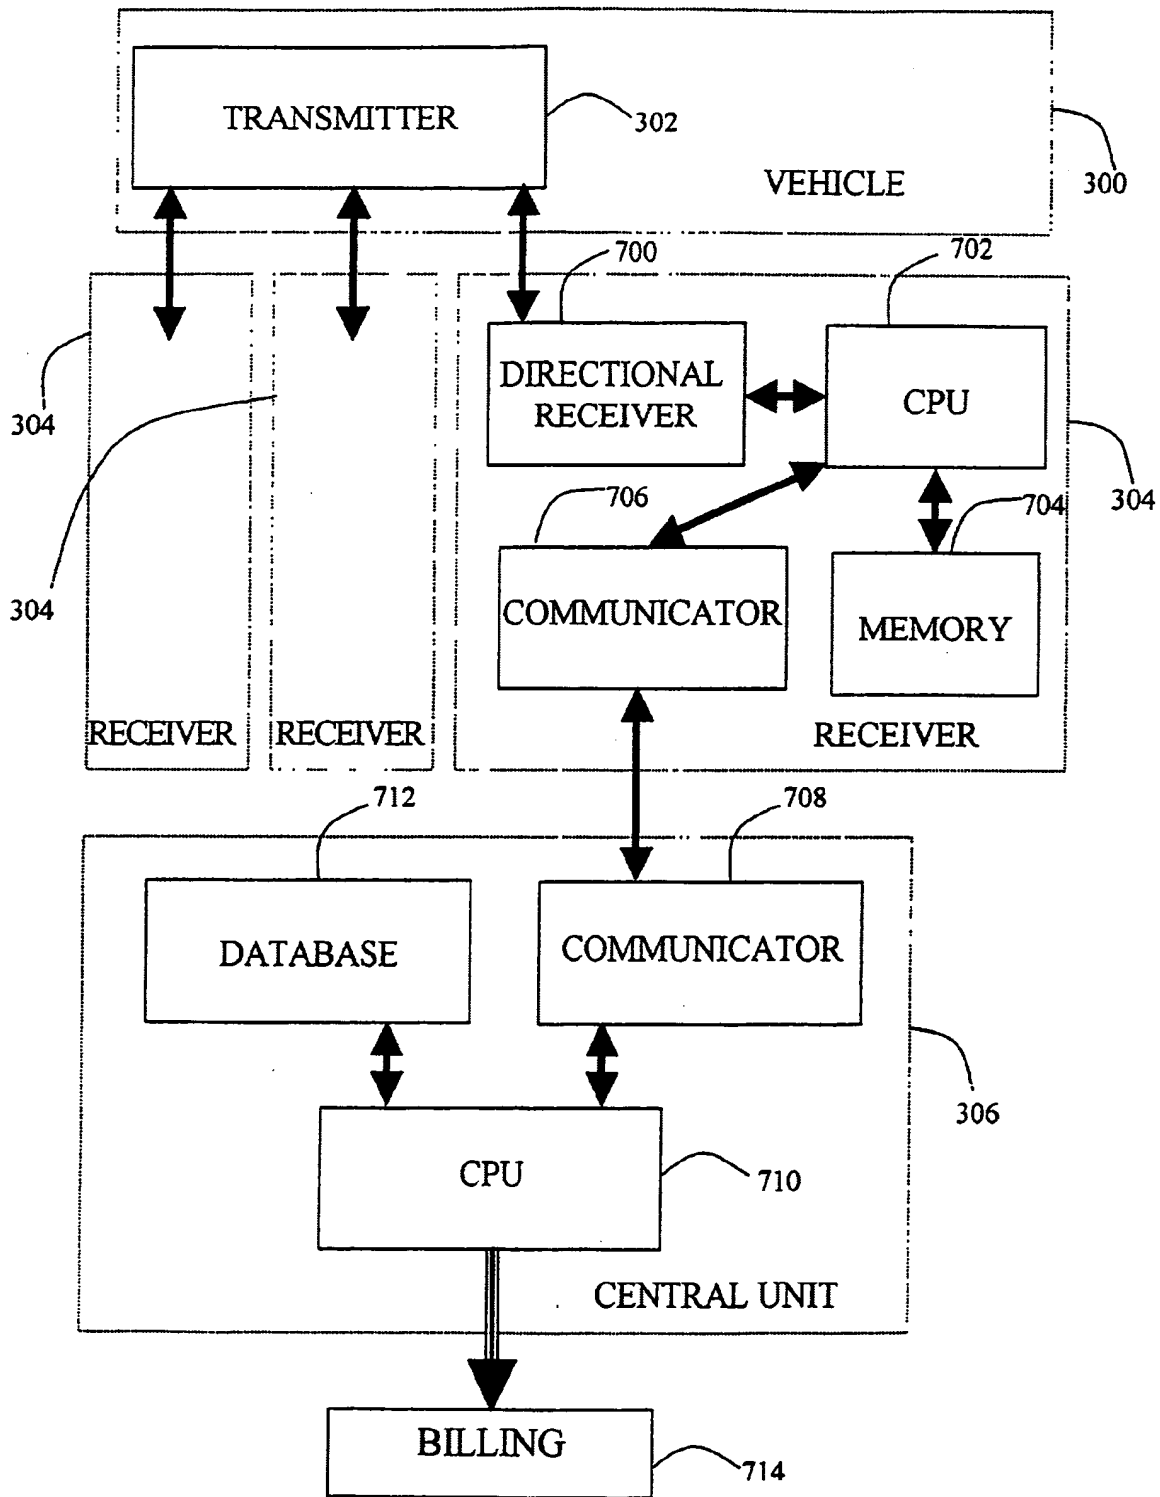 TRANSMITTER
302
VEHICLE
300
700
702
304
DIRECTIONAL
RECEIVER
CPU
304
706
704
304
COMMUNICATOR
MEMORY
RECEIVER
RECEIVER
RECEIVER
712
708
DATABASE
COMMUNICATOR
306
CPU
710
CENTRAL UNIT
BILLING
714